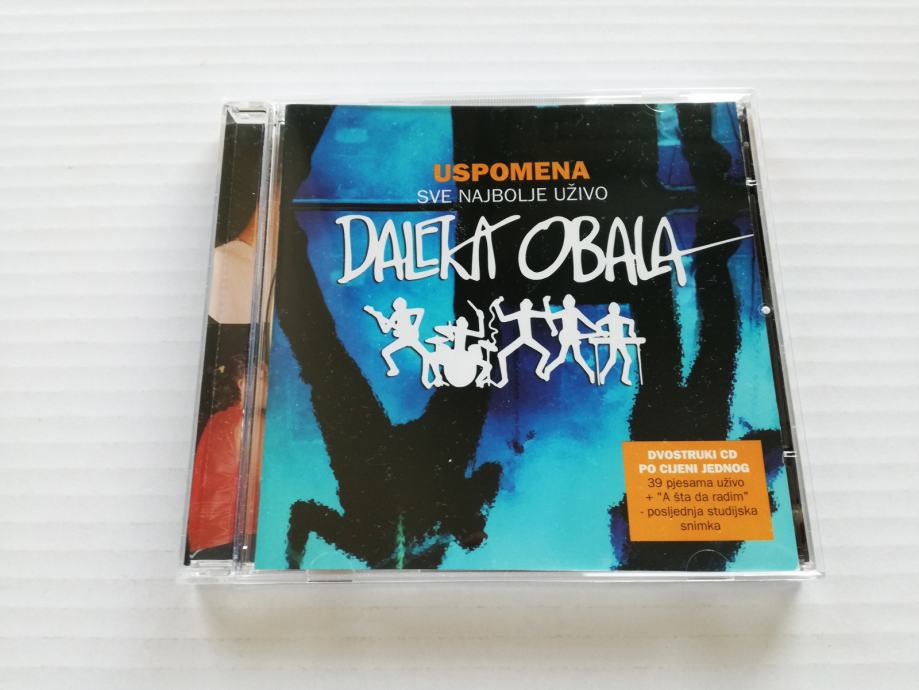 USPOMENA
SVE NAJBOLJE UŽIVO
DALEKA OBALA
DVOSTRUKI CD
PO CIJENI JEDNOG
39 pjesama uživo
+ "A šta da radim"
- posljednja studijska
snimka